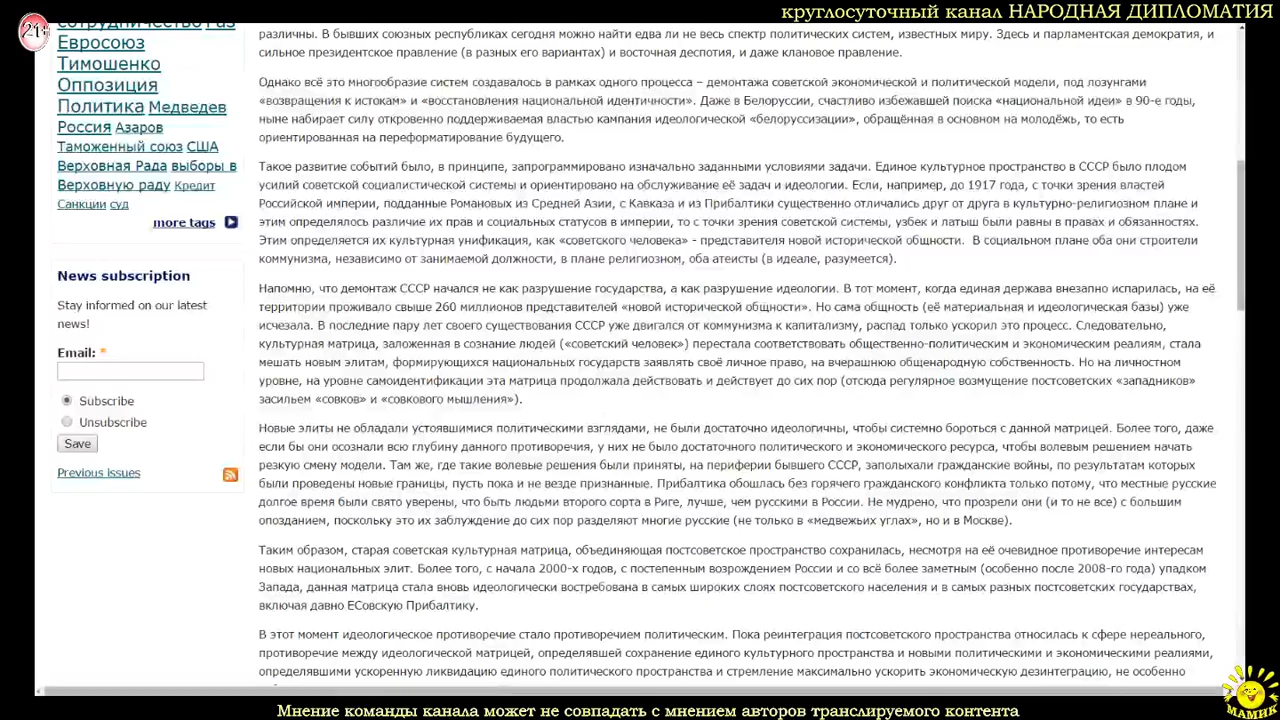 круглосуточный канал НАРОДНАЯ ДИПЛОМАТИЯ
21+
сотрудничество Газ
Евросоюз
Тимошенко
Оппозиция
Политика Медведев
Россия Азаров
Таможенный союз США
Верховная Рада выборы в
Верховную раду Кредит
Санкции суд
more tags
News subscription
Stay informed on our latest
news!
Email: *
Subscribe
Unsubscribe
Save
Previous issues
различны. В бывших союзных республиках сегодня можно найти едва ли не весь спектр политических систем, известных миру. Здесь и парламентская демократия, и
сильное президентское правление (в разных его вариантах) и восточная деспотия, и даже клановое правление.
Однако всё это многообразие систем создавалось в рамках одного процесса – демонтажа советской экономической и политической модели, под лозунгами
«возвращения к истокам» и «восстановления национальной идентичности». Даже в Белоруссии, счастливо избежавшей поиска «национальной идеи» в 90-е годы,
ныне набирает силу откровенно поддерживаемая властью кампания идеологической «белоруссизации», обращённая в основном на молодёжь, то есть
ориентированная на переформатирование будущего.
Такое развитие событий было, в принципе, запрограммировано изначально заданными условиями задачи. Единое культурное пространство в СССР было плодом
усилий советской социалистической системы и ориентировано на обслуживание её задач и идеологии. Если, например, до 1917 года, с точки зрения властей
Российской империи, подданные Романовых из Средней Азии, с Кавказа и из Прибалтики существенно отличались друг от друга в культурно-религиозном плане и
этим определялось различие их прав и социальных статусов в империи, то с точки зрения советской системы, узбек и латыш были равны в правах и обязанностях.
Этим определяется их культурная унификация, как «советского человека» - представителя новой исторической общности. В социальном плане оба они строители
коммунизма, независимо от занимаемой должности, в плане религиозном, оба атеисты (в идеале, разумеется).
Напомню, что демонтаж СССР начался не как разрушение государства, а как разрушение идеологии. В тот момент, когда единая держава внезапно испарилась, на её
территории проживало свыше 260 миллионов представителей «новой исторической общности». Но сама общность (её материальная и идеологическая базы) уже
исчезала. В последние пару лет своего существования СССР уже двигался от коммунизма к капитализму, распад только ускорил это процесс. Следовательно,
культурная матрица, заложенная в сознание людей («советский человек») перестала соответствовать общественно-политическим и экономическим реалиям, стала
мешать новым элитам, формирующихся национальных государств заявлять своё личное право, на вчерашнюю общенародную собственность. Но на личностном
уровне, на уровне самоидентификации эта матрица продолжала действовать и действует до сих пор (отсюда регулярное возмущение постсоветских «западников»
засильем «совков» и «совкового мышления»).
Новые элиты не обладали устоявшимися политическими взглядами, не были достаточно идеологичны, чтобы системно бороться с данной матрицей. Более того, даже
если бы они осознали всю глубину данного противоречия, у них не было достаточного политического и экономического ресурса, чтобы волевым решением начать
резкую смену модели. Там же, где такие волевые решения были приняты, на периферии бывшего СССР, заполыхали гражданские войны, по результатам которых
были проведены новые границы, пусть пока и не везде признанные. Прибалтика обошлась без горячего гражданского конфликта только потому, что местные русские
долгое время были свято уверены, что быть людьми второго сорта в Риге, лучше, чем русскими в России. Не мудрено, что прозрели они (и то не все) с большим
опозданием, поскольку это их заблуждение до сих пор разделяют многие русские (не только в «медвежьих углах», но и в Москве).
Таким образом, старая советская культурная матрица, объединяющая постсоветское пространство сохранилась, несмотря на её очевидное противоречие интересам
новых национальных элит. Более того, с начала 2000-х годов, с постепенным возрождением России и со всё более заметным (особенно после 2008-го года) упадком
Запада, данная матрица стала вновь идеологически востребована в самых широких слоях постсоветского населения и в самых разных постсоветских государствах,
включая давно ЕСовскую Прибалтику.
В этот момент идеологическое противоречие стало противоречием политическим. Пока реинтеграция постсоветского пространства относилась к сфере нереального,
противоречие между идеологической матрицей, определявшей сохранение единого культурного пространства и новыми политическими и экономическими реалиями,
определявшими ускоренную ликвидацию единого политического пространства и стремление максимально ускорить экономическую дезинтеграцию, не особенно
МАМИК
Мнение команды канала может не совпадать с мнением авторов транслируемого контента